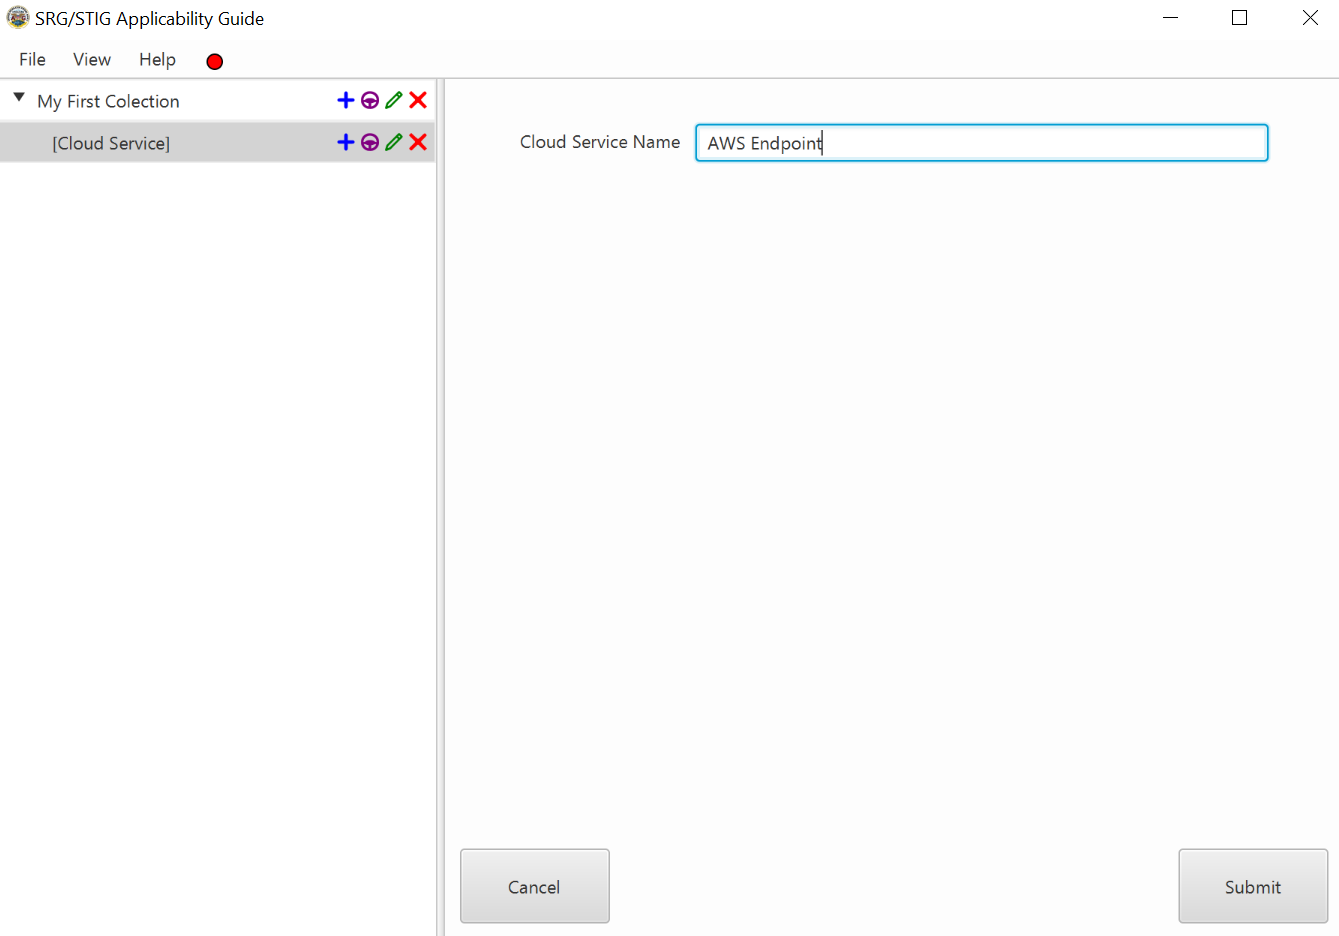 SRG/STIG Applicability Guide
File View Help
My First Colection
[Cloud Service]
Cloud Service Name AWS Endpoint
Cancel Submit